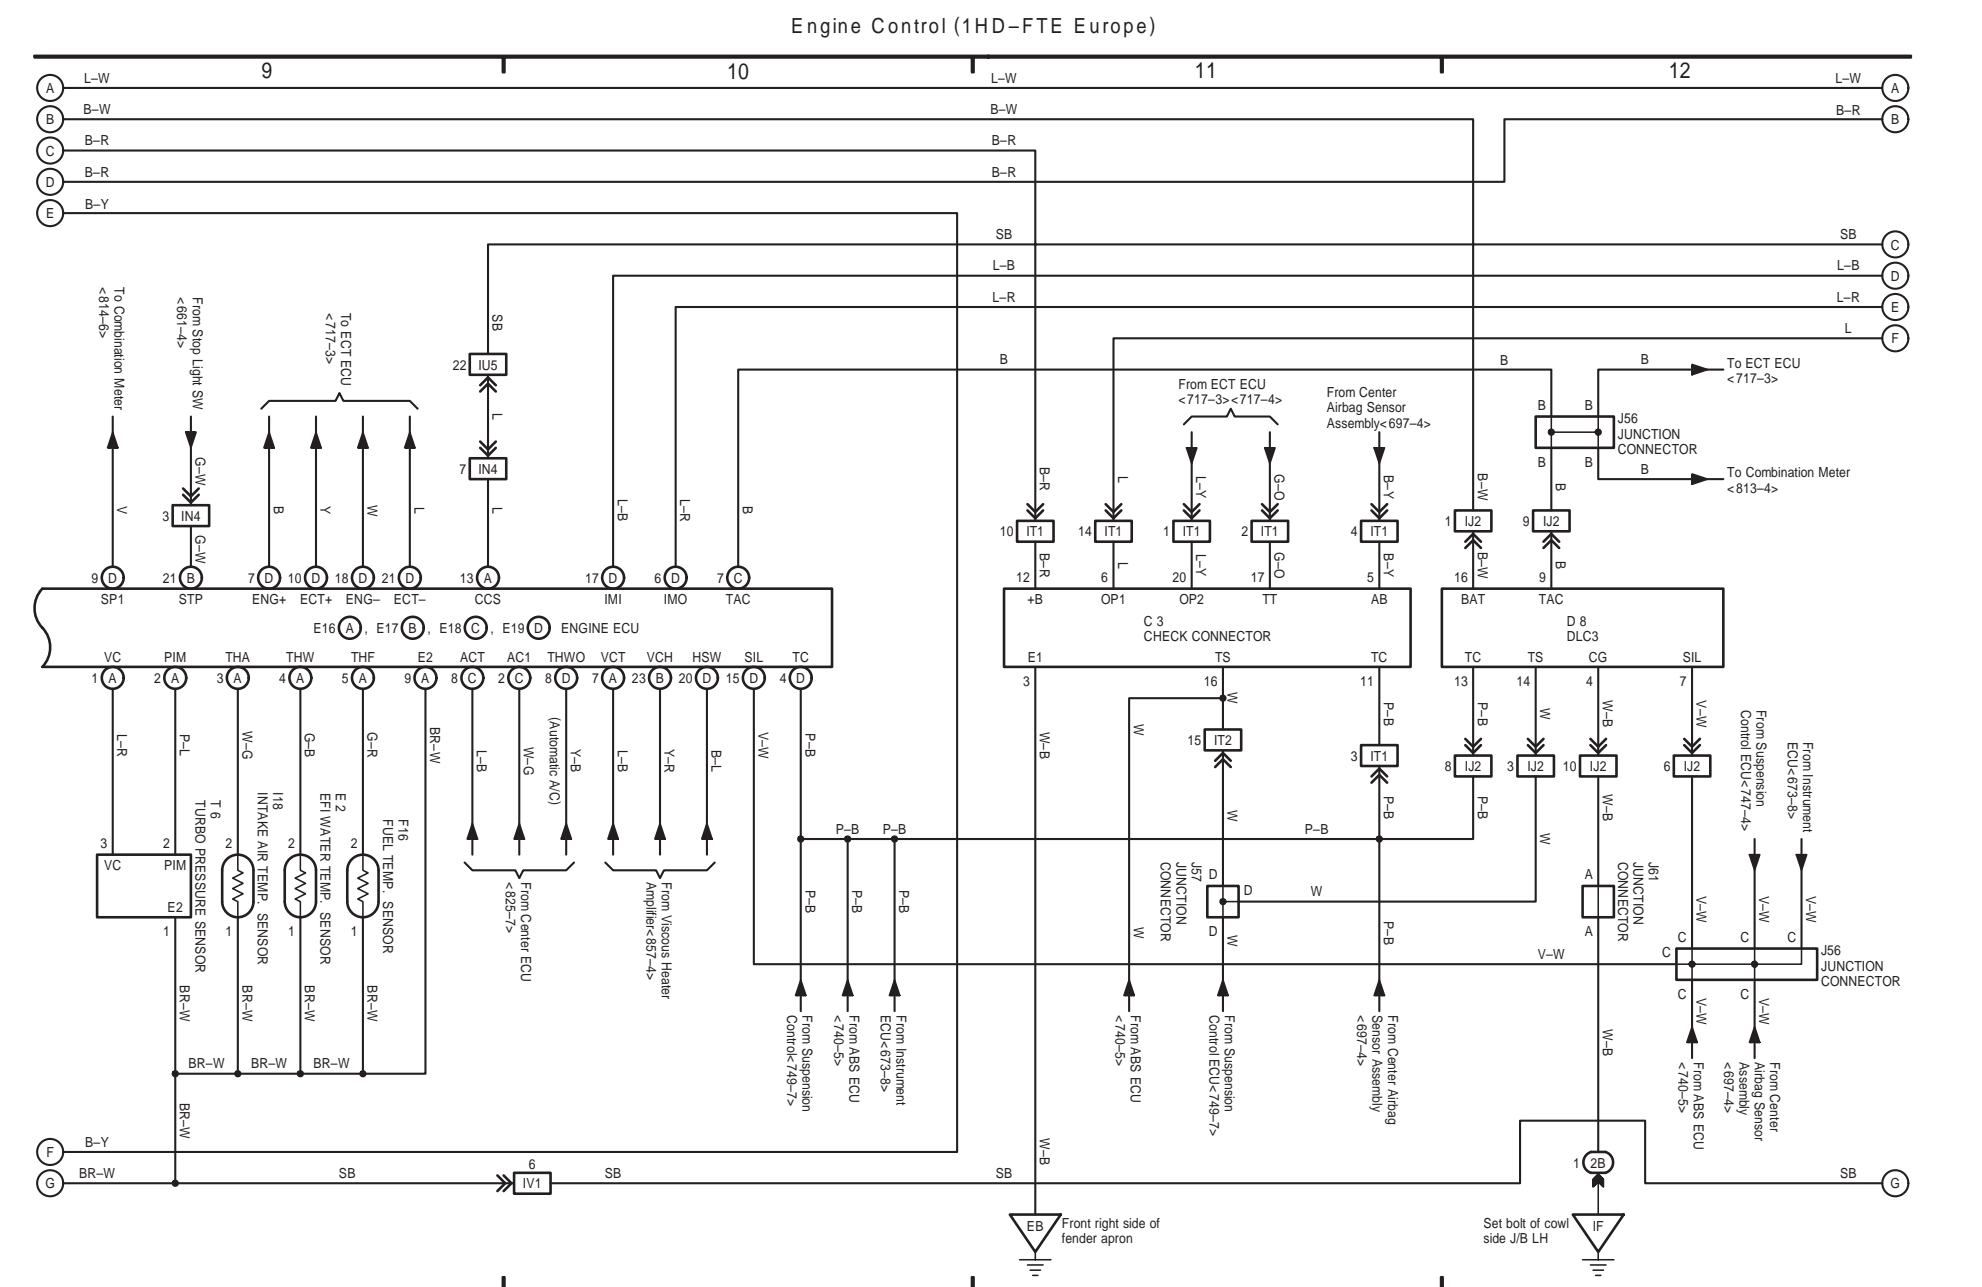 Engine Control (1HD–FTE Europe)
9 10 11 12
A L–W L–W L–W A
B B–W B–W B–R B
C B–R B–R
D B–R B–R
E B–Y
SB SB C
L–B L–B D
L–R L–R E
L F
B B B To ECT ECU
<717–3>
To Combination Meter
<814–6>
From Stop Light SW
<661–4>
To ECT ECU
<717–3>
SB
22 IU5
L
7 IN4
L
From ECT ECU
<717–3><717–4>
From Center
Airbag Sensor
Assembly<697–4>
B B
J56
JUNCTION
CONNECTOR
B B
B To Combination Meter
<813–4>
V
G–W
3 IN4
G–W
B Y W L
L–B L–R B
B–R L L–Y G–O B–Y B–W B
10 IT1 14 IT1 1 IT1 2 IT1 4 IT1 1 IJ2 9 IJ2
B–R L L–Y G–O B–Y B–W B
9 D 21 B 7 D 10 D 18 D 21 D 13 A 17 D 6 D 7 C
12 6 20 17 5 16 9
SP1 STP ENG+ ECT+ ENG– ECT– CCS IMI IMO TAC
+B OP1 OP2 TT AB BAT TAC
E16 A , E17 B , E18 C , E19 D ENGINE ECU
C 3
CHECK CONNECTOR
D 8
DLC3
VC PIM THA THW THF E2 ACT AC1 THWO VCT VCH HSW SIL TC
E1 TS TC TC TS CG SIL
1 A 2 A 3 A 4 A 5 A 9 A 8 C 2 C 8 D 7 A 23 B 20 D 15 D 4 D
3 16 11 13 14 4 7
L–R P–L W–G G–B G–R BR–W L–B W–G Y–B L–B Y–R B–L V–W P–B
(Automatic A/C)
W–B W W P–B P–B W W–B V–W
15 IT2 3 IT1 8 IJ2 3 IJ2 10 IJ2 6 IJ2
From Suspension
Control ECU<747–4>
From Instrument
ECU<673–8>
W P–B P–B W W–B
P–B P–B P–B
3 2 2 2 2
VC PIM
E2
1 1 1 1
T 6
TURBO PRESSURE SENSOR
I18
INTAKE AIR TEMP. SENSOR
E 2
EFI WATER TEMP. SENSOR
F16
FUEL TEMP. SENSOR
From Center ECU
<825–7>
From Viscous Heater
Amplifier<857–4>
P–B P–B P–B
J57
JUNCTION
CONNECTOR
D D W
D
W W P–B
A
A
J61
JUNCTION
CONNECTOR
V–W V–W V–W
V–W C C C C
J56
JUNCTION
CONNECTOR
C C
V–W V–W
BR–W BR–W BR–W BR–W
From Suspension
Control<749–7>
From ABS ECU
<740–5>
From Instrument
ECU<673–8>
From ABS ECU
<740–5>
From Suspension
Control ECU<749–7>
From Center Airbag
Sensor Assembly
<697–4>
W–B
From ABS ECU
<740–5>
From Center
Airbag Sensor
Assembly
<697–4>
BR–W BR–W BR–W
BR–W
F B–Y
W–B
1 2B
G BR–W SB 6 IV1 SB SB SB G
EB Front right side of
fender apron
Set bolt of cowl
side J/B LH
IF